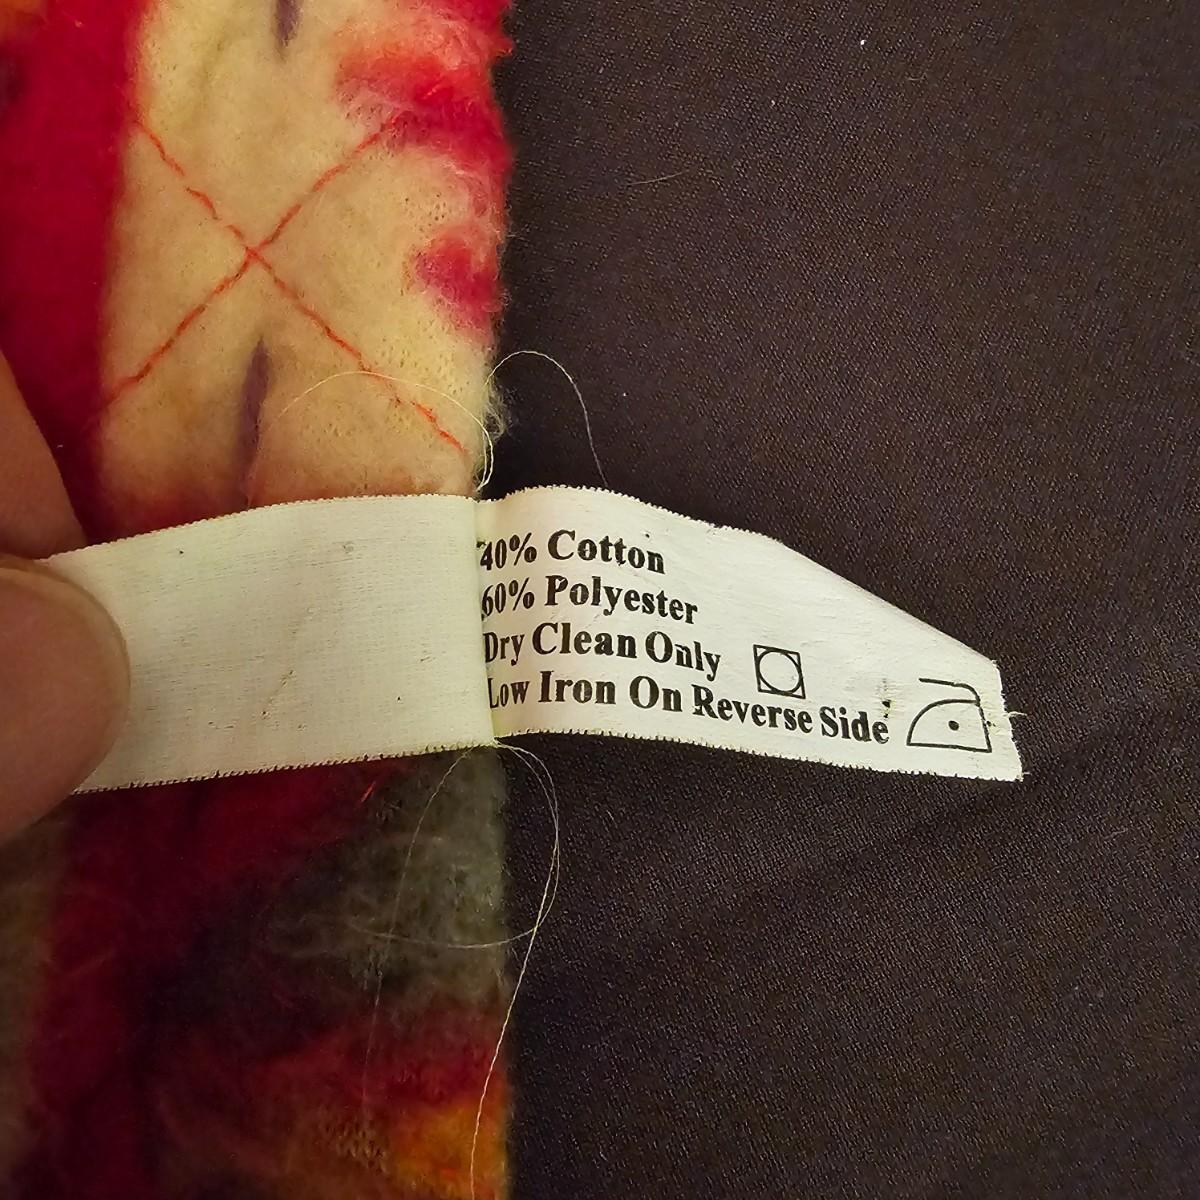 40% Cotton
60% Polyester
Dry Clean Only
Low Iron On Reverse Side